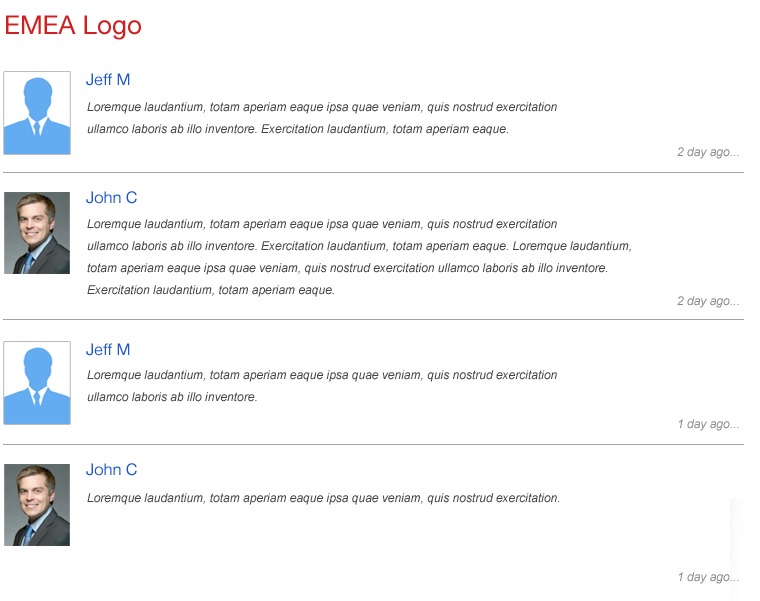 EMEA Logo
Jeff M
Loremque laudantium, totam aperiam eaque ipsa quae veniam, quis nostrud exercitation
ullamco laboris ab illo inventore. Exercitation laudantium, totam aperiam eaque.
2 day ago...
John C
Loremque laudantium, totam aperiam eaque ipsa quae veniam, quis nostrud exercitation
ullamco laboris ab illo inventore. Exercitation laudantium, totam aperiam eaque. Loremque laudantium,
totam aperiam eaque ipsa quae veniam, quis nostrud exercitation ullamco laboris ab illo inventore.
Exercitation laudantium, totam aperiam eaque.
2 day ago...
Jeff M
Loremque laudantium, totam aperiam eaque ipsa quae veniam, quis nostrud exercitation
ullamco laboris ab illo inventore.
1 day ago...
John C
Loremque laudantium, totam aperiam eaque ipsa quae veniam, quis nostrud exercitation.
1 day ago...